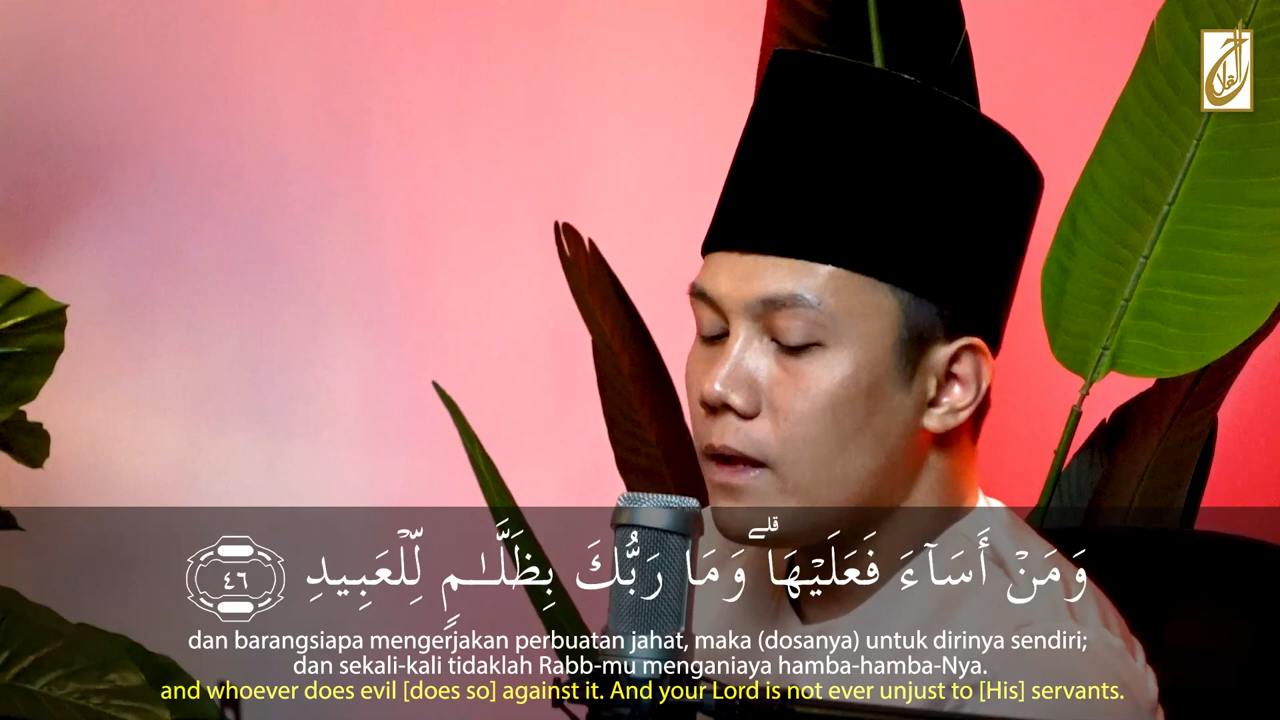 وَمَنْ أَسَآءَ فَعَلَيْهَا ۗ وَمَا رَبُّكَ بِظَلَّـٰمٍ لِّلْعَبِيدِ ٤٦
dan barangsiapa mengerjakan perbuatan jahat, maka (dosanya) untuk dirinya sendiri;
dan sekali-kali tidaklah Rabb-mu menganiaya hamba-hamba-Nya.
and whoever does evil [does so] against it. And your Lord is not ever unjust to [His] servants.